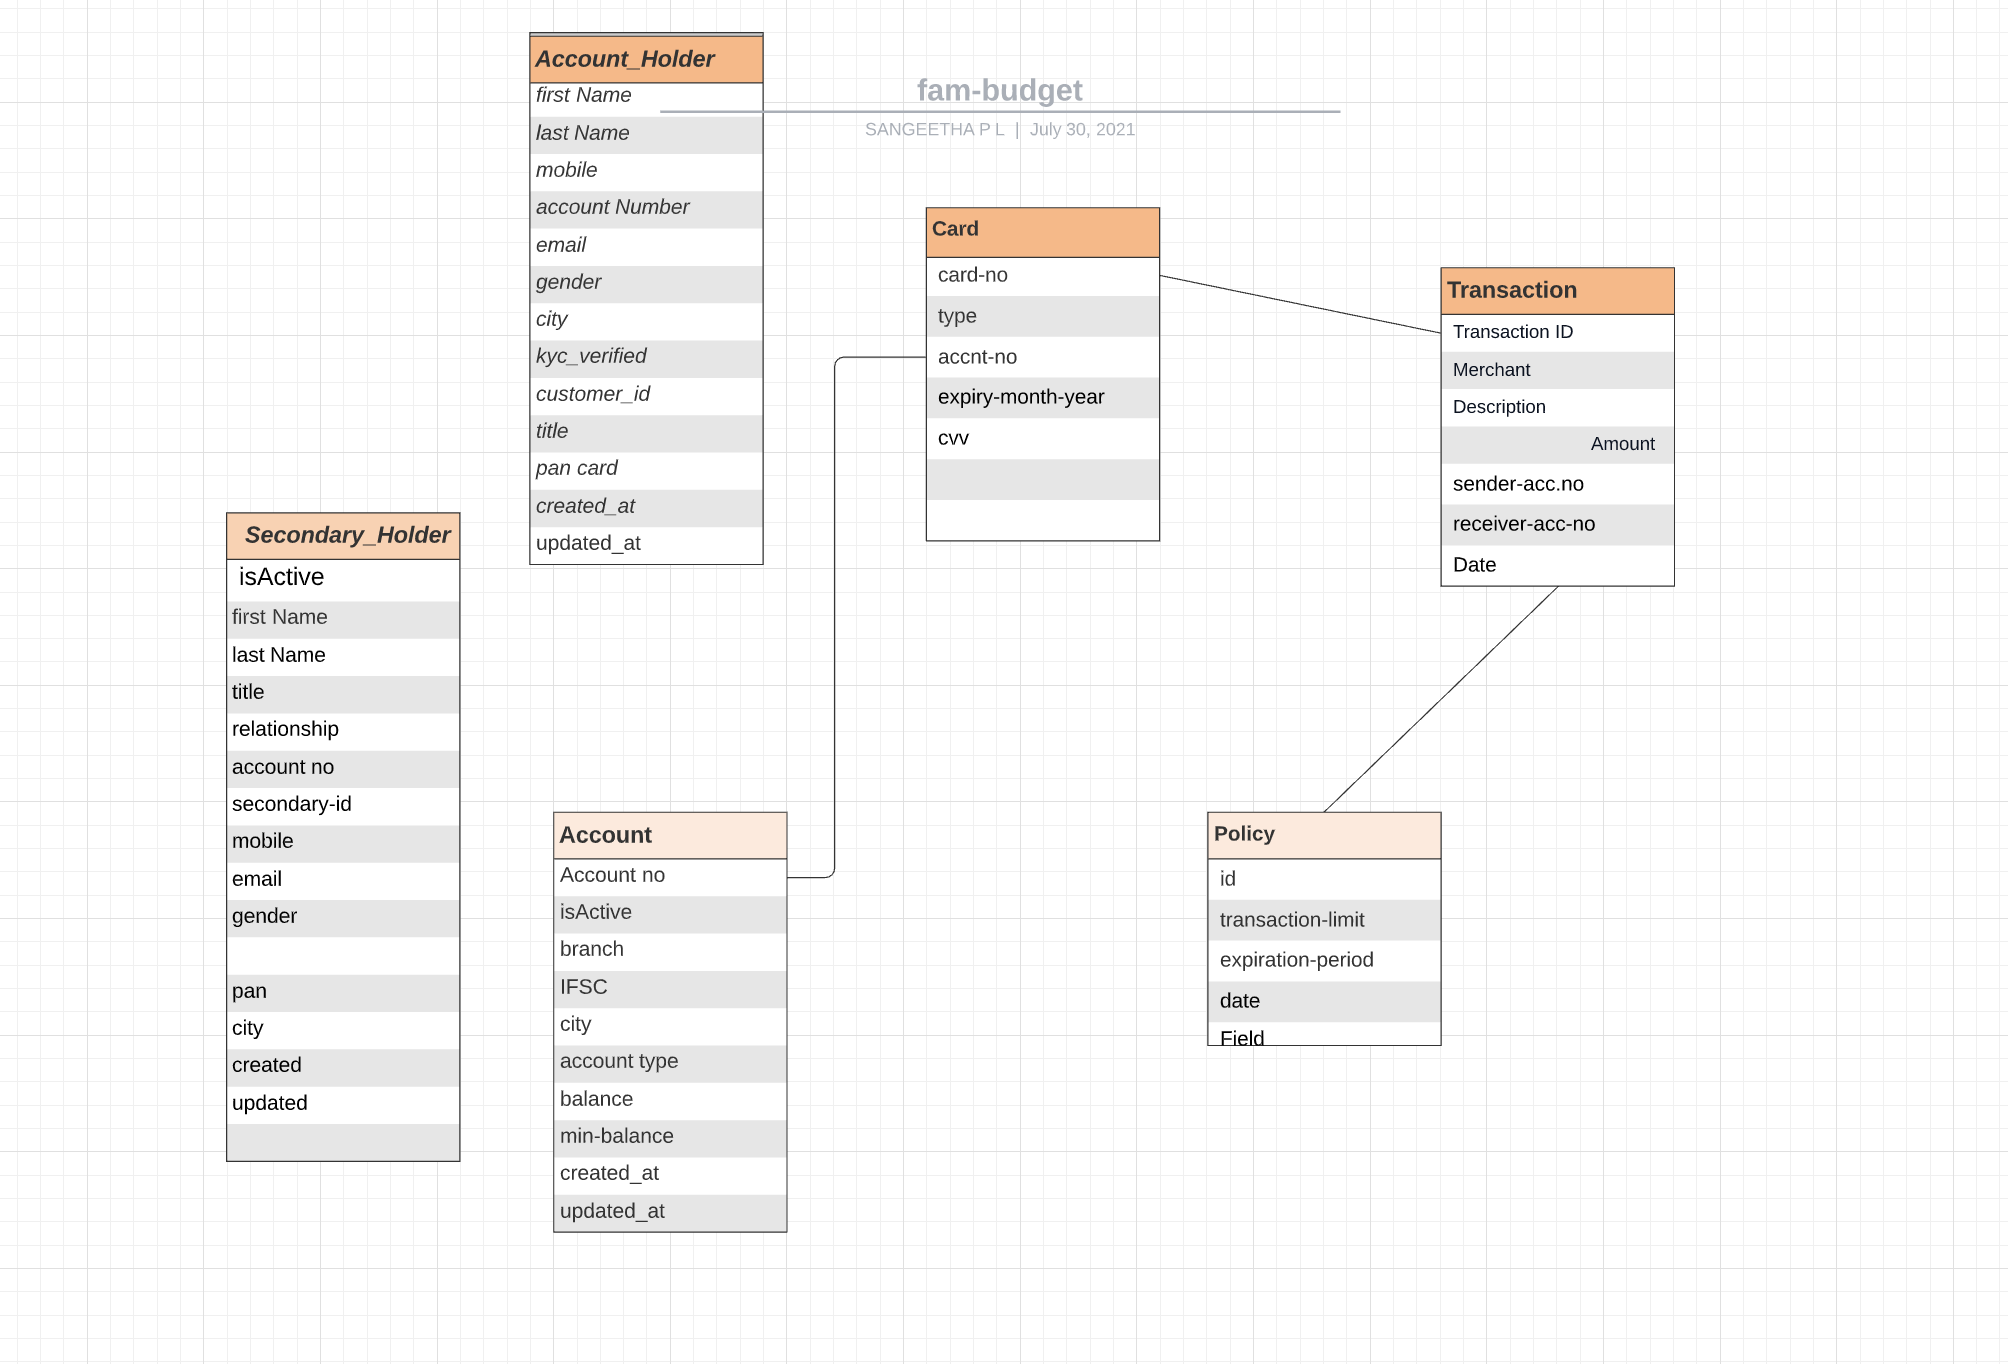 fam-budget
SANGEETHA P L | July 30, 2021
Account_Holder
first Name
last Name
mobile
account Number
email
gender
city
kyc_verified
customer_id
title
pan card
created_at
updated_at
Card
card-no
type
accnt-no
expiry-month-year
cvv
Transaction
Transaction ID
Merchant
Description
Amount
sender-acc.no
receiver-acc-no
Date
Secondary_Holder
isActive
first Name
last Name
title
relationship
account no
secondary-id
mobile
email
gender
pan
city
created
updated
Account
Account no
isActive
branch
IFSC
city
account type
balance
min-balance
created_at
updated_at
Policy
id
transaction-limit
expiration-period
date
Field